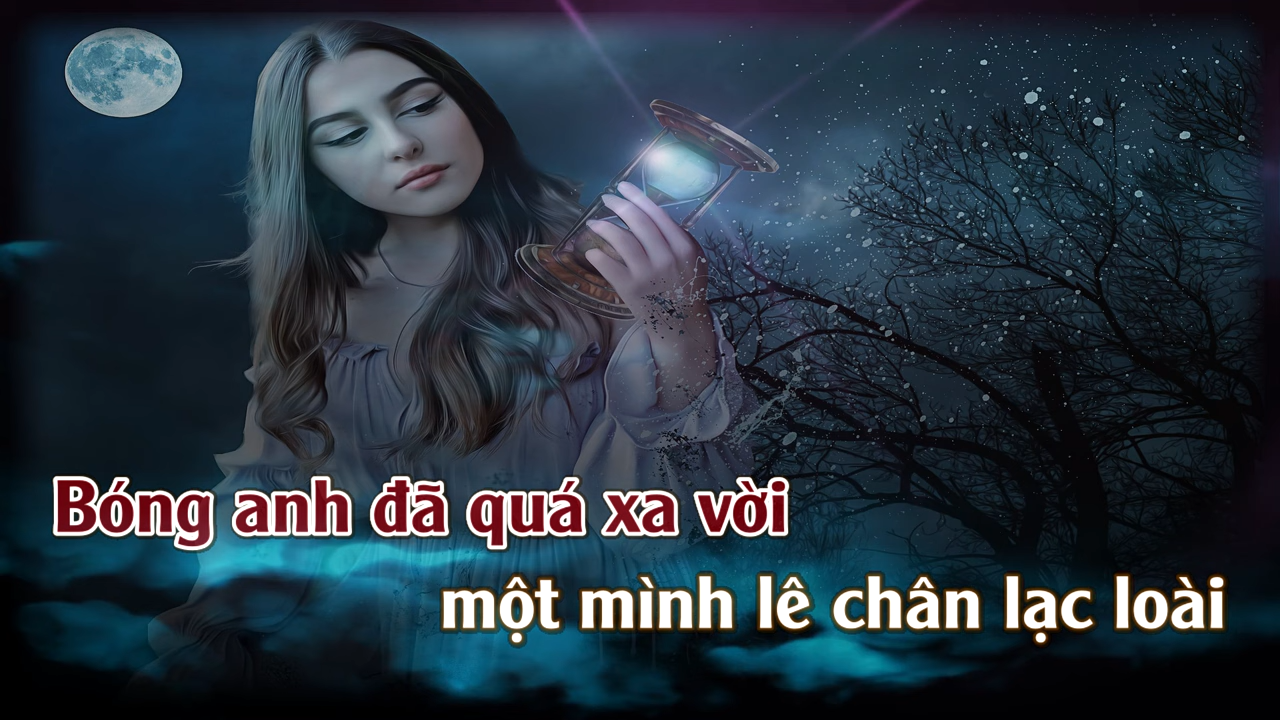 Bóng anh đã quá xa vời
một mình lê chân lạc loài